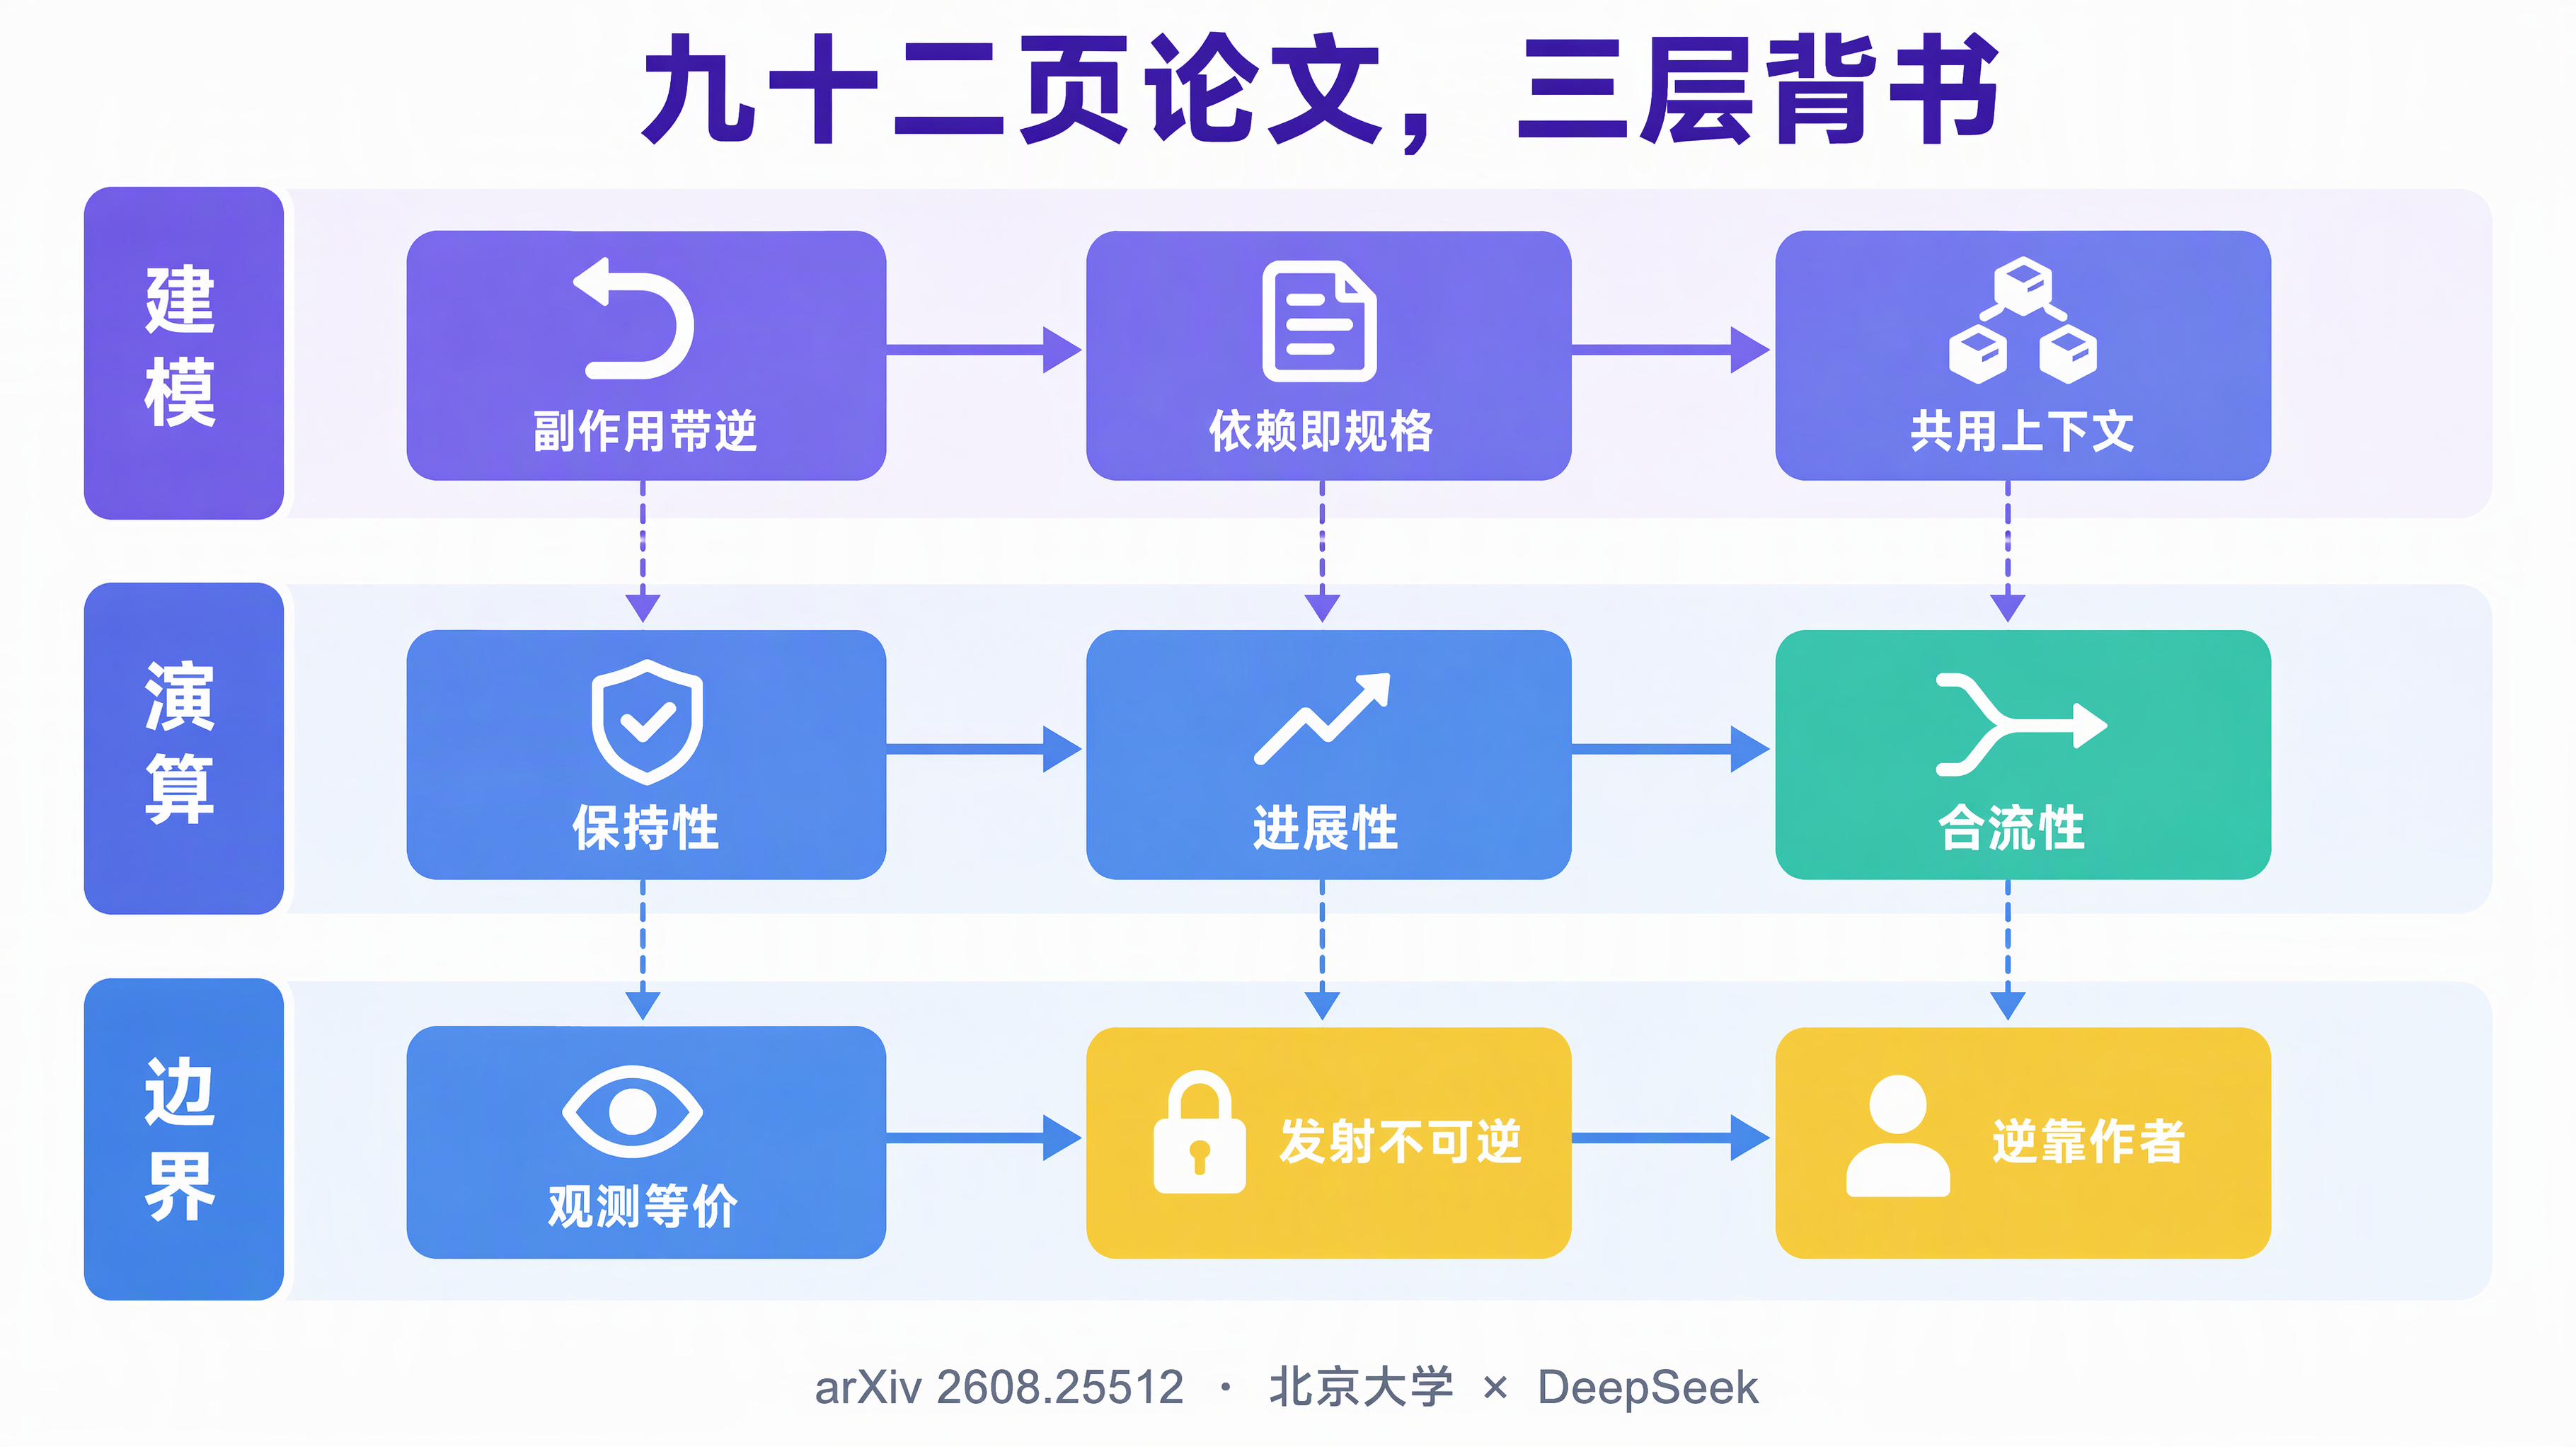 九十二页论文，三层背书
建模
副作用带逆
依赖即规格
共用上下文
演算
保持性
进展性
合流性
边界
观测等价
发射不可逆
逆靠作者
arXiv 2608.25512 · 北京大学 × DeepSeek